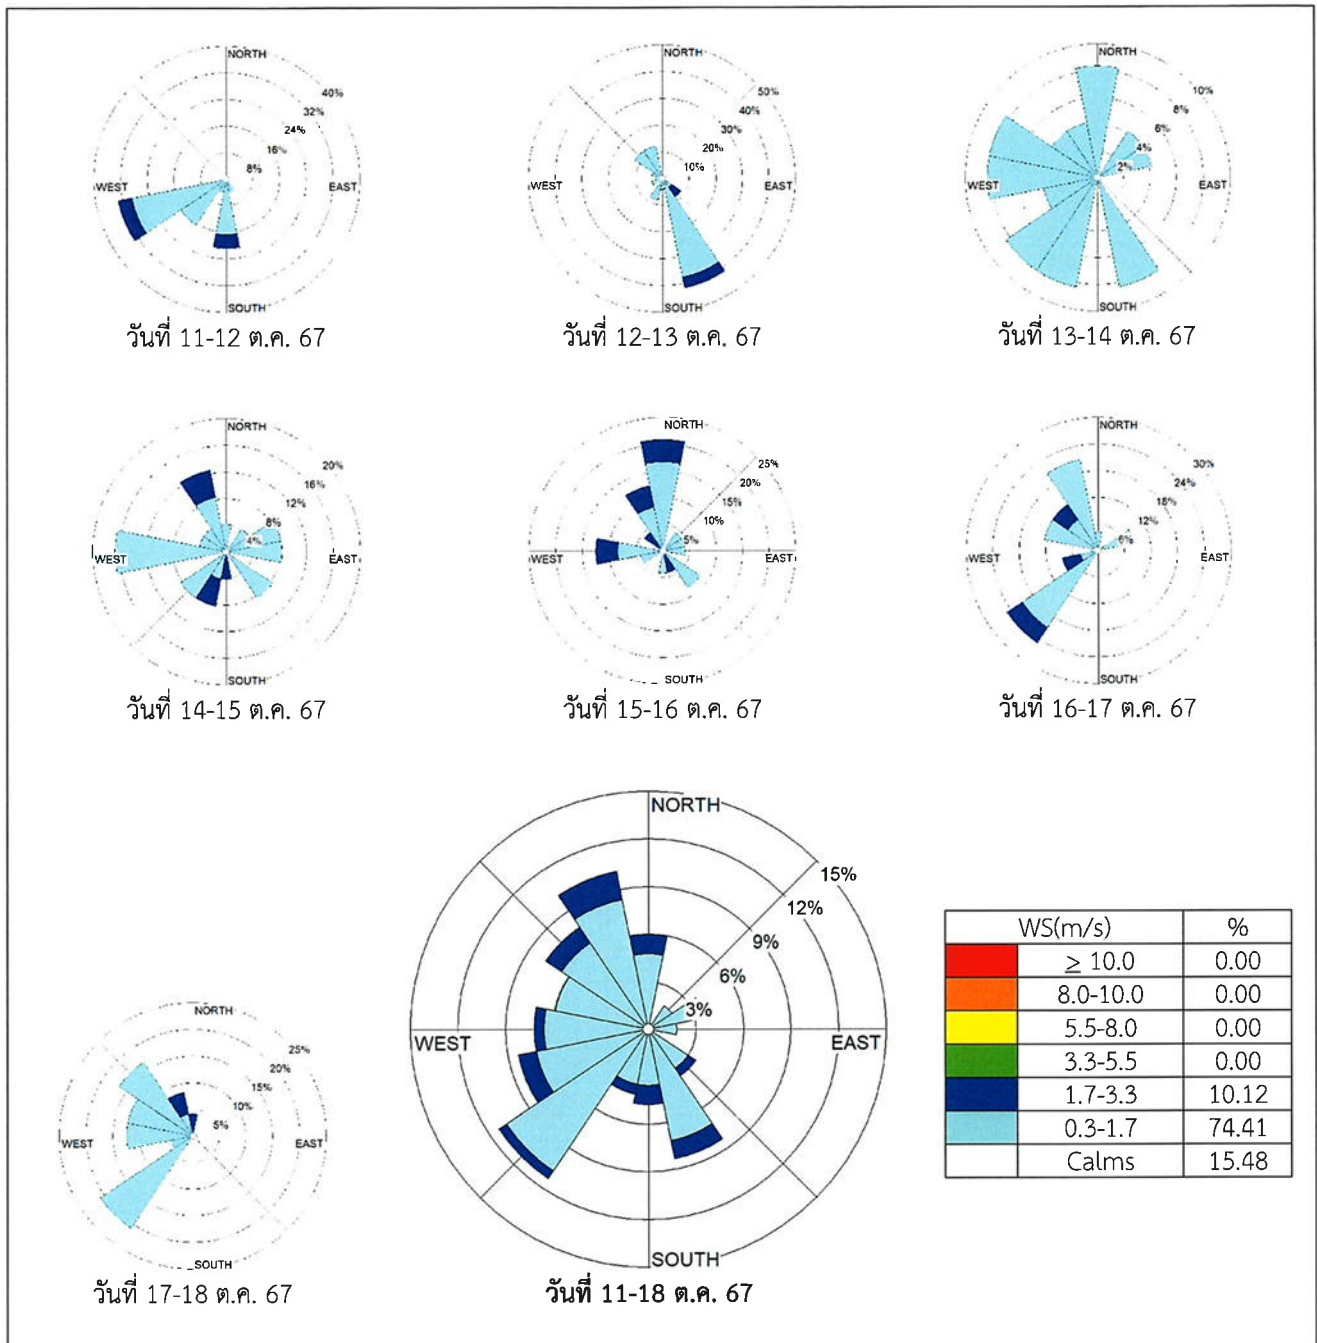 NORTH
40%
32%
24%
16%
8%
WEST
EAST
SOUTH
วันที่ 11-12 ต.ค. 67
NORTH
50%
40%
30%
20%
10%
WEST
EAST
SOUTH
วันที่ 12-13 ต.ค. 67
NORTH
10%
8%
6%
4%
2%
WEST
EAST
SOUTH
วันที่ 13-14 ต.ค. 67
NORTH
20%
16%
12%
8%
4%
WEST
EAST
SOUTH
วันที่ 14-15 ต.ค. 67
NORTH
25%
20%
15%
10%
5%
WEST
EAST
SOUTH
วันที่ 15-16 ต.ค. 67
NORTH
30%
24%
18%
12%
6%
WEST
EAST
SOUTH
วันที่ 16-17 ต.ค. 67
NORTH
25%
20%
15%
10%
5%
WEST
EAST
SOUTH
วันที่ 17-18 ต.ค. 67
NORTH
15%
12%
9%
6%
3%
WEST
EAST
SOUTH
วันที่ 11-18 ต.ค. 67
WS(m/s) %
≥ 10.0 0.00
8.0-10.0 0.00
5.5-8.0 0.00
3.3-5.5 0.00
1.7-3.3 10.12
0.3-1.7 74.41
Calms 15.48